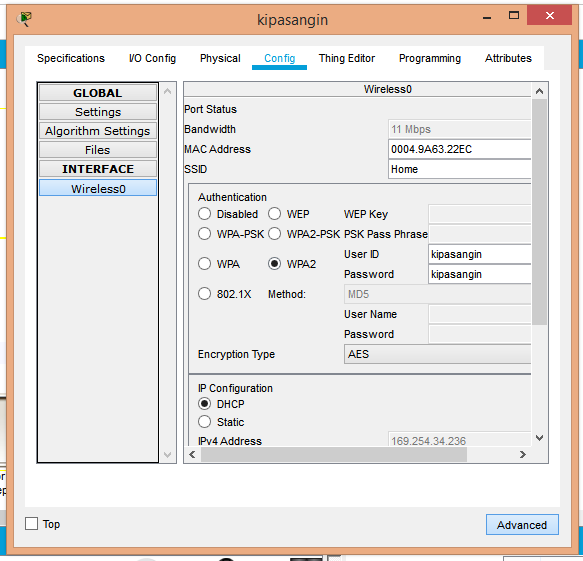 kipasangin
Specifications I/O Config Physical Config Thing Editor Programming Attributes
GLOBAL
Settings
Algorithm Settings
Files
INTERFACE
Wireless0
Wireless0
Port Status
Bandwidth 11 Mbps
MAC Address 0004.9A63.22EC
SSID Home
Authentication
Disabled WEP WEP Key
WPA-PSK WPA2-PSK PSK Pass Phrase
User ID kipasangin
WPA WPA2
Password kipasangin
802.1X Method: MD5
User Name
Password
Encryption Type AES
IP Configuration
DHCP
Static
IPv4 Address 169.254.34.236
Top Advanced